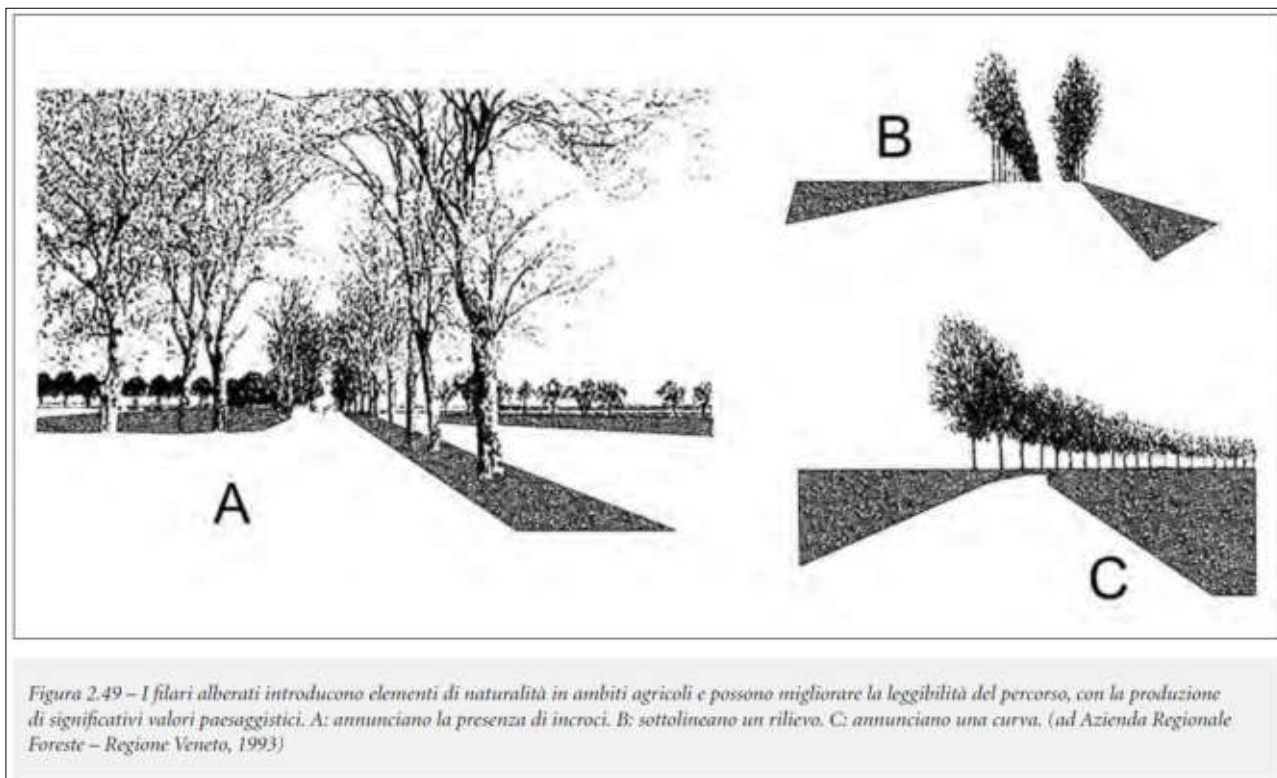 A
B
C
Figura 2.49 – I filari alberati introducono elementi di naturalità in ambiti agricoli e possono migliorare la leggibilità del percorso, con la produzione
di significativi valori paesaggistici. A: annunciano la presenza di incroci. B: sottolineano un rilievo. C: annunciano una curva. (ad Azienda Regionale
Foreste – Regione Veneto, 1993)